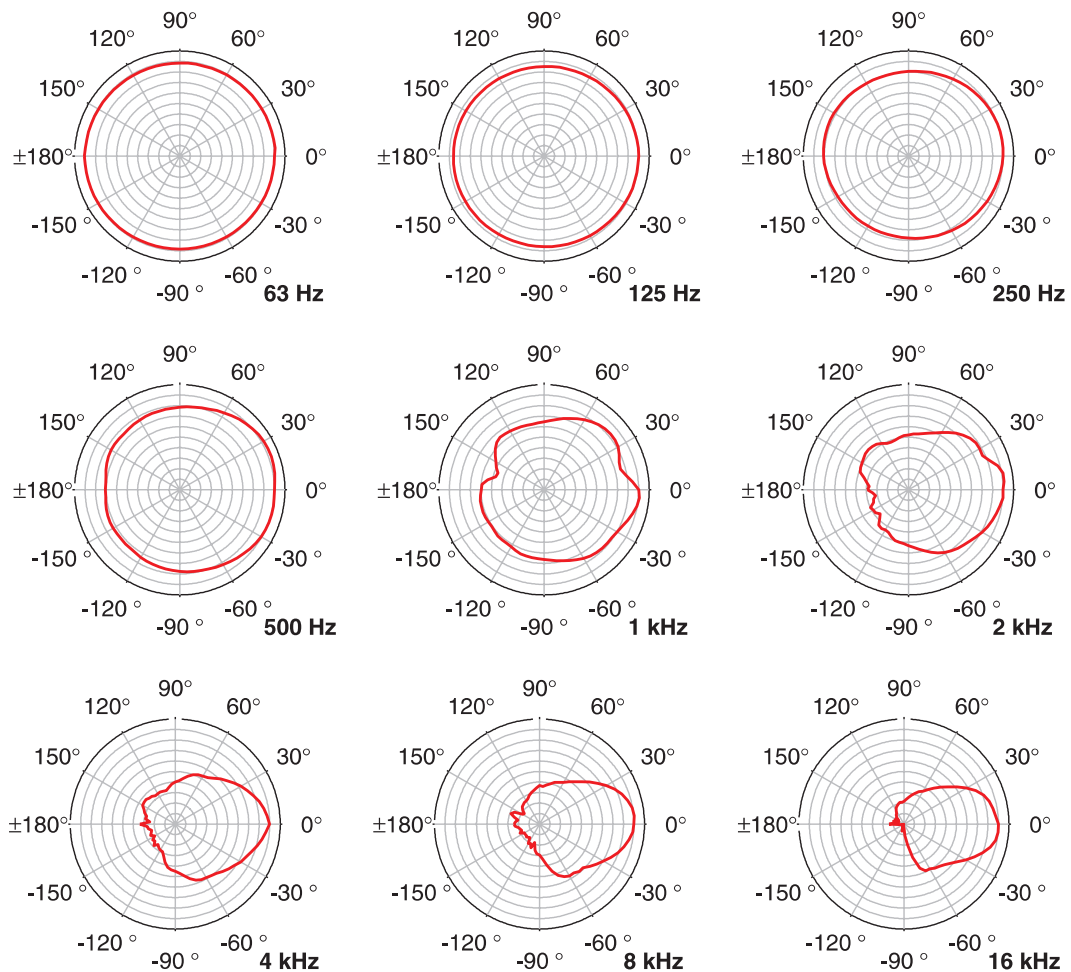 90° 90° 90°
120° 60° 120° 60° 120° 60°
150° 30° 150° 30° 150° 30°
±180° 0° ±180° 0° ±180° 0°
-150 ° -30 ° -150 ° -30 ° -150 ° -30 °
-120 ° -60 ° -120 ° -60 ° -120 ° -60 °
-90 ° 63 Hz -90 ° 125 Hz -90 ° 250 Hz
90° 90° 90°
120° 60° 120° 60° 120° 60°
150° 30° 150° 30° 150° 30°
±180° 0° ±180° 0° ±180° 0°
-150 ° -30 ° -150 ° -30 ° -150 ° -30 °
-120 ° -60 ° -120 ° -60 ° -120 ° -60 °
-90 ° 500 Hz -90 ° 1 kHz -90 ° 2 kHz
90° 90° 90°
120° 60° 120° 60° 120° 60°
150° 30° 150° 30° 150° 30°
±180° 0° ±180° 0° ±180° 0°
-150 ° -30 ° -150 ° -30 ° -150 ° -30 °
-120 ° -60 ° -120 ° -60 ° -120 ° -60 °
-90 ° 4 kHz -90 ° 8 kHz -90 ° 16 kHz